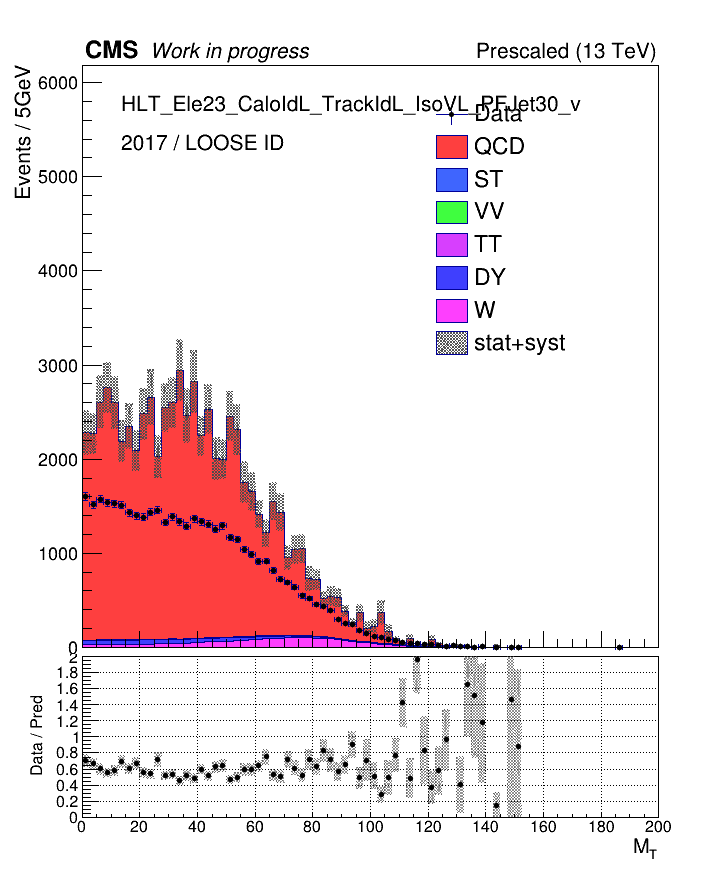 CMS Work in progress Prescaled (13 TeV)
Events / 5GeV
6000
5000
4000
3000
2000
1000
0
HLT_Ele23_CaloIdL_TrackIdL_IsoVL_PFJet30_v
2017 / LOOSE ID
Data
QCD
ST
VV
TT
DY
W
stat+syst
Data / Pred
2
1.8
1.6
1.4
1.2
1
0.8
0.6
0.4
0.2
0
0 20 40 60 80 100 120 140 160 180 200
M_T